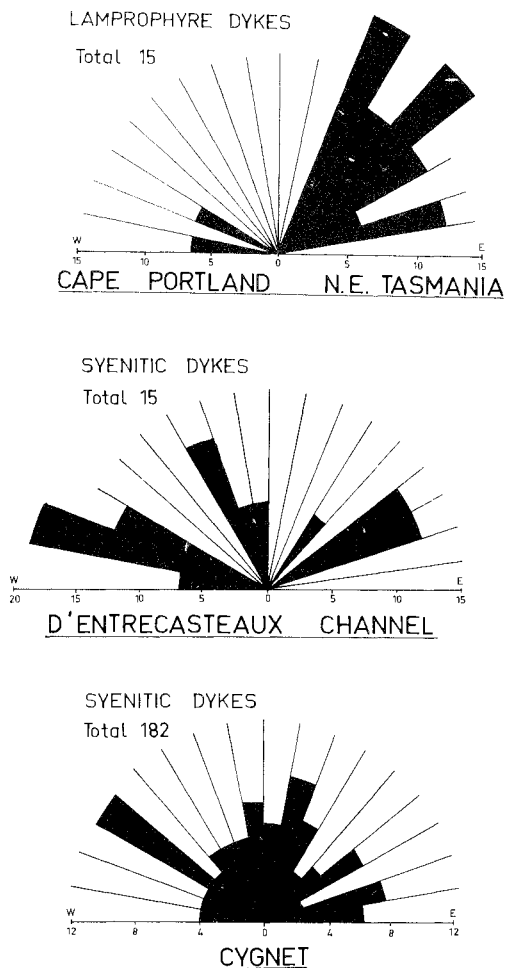 LAMPROPHYRE DYKES
Total 15
W E
15 10 5 0 5 10 15
CAPE PORTLAND N.E. TASMANIA
SYENITIC DYKES
Total 15
W E
20 15 10 5 0 5 10 15
D'ENTRECASTEAUX CHANNEL
SYENITIC DYKES
Total 182
W E
12 8 4 0 4 8 12
CYGNET